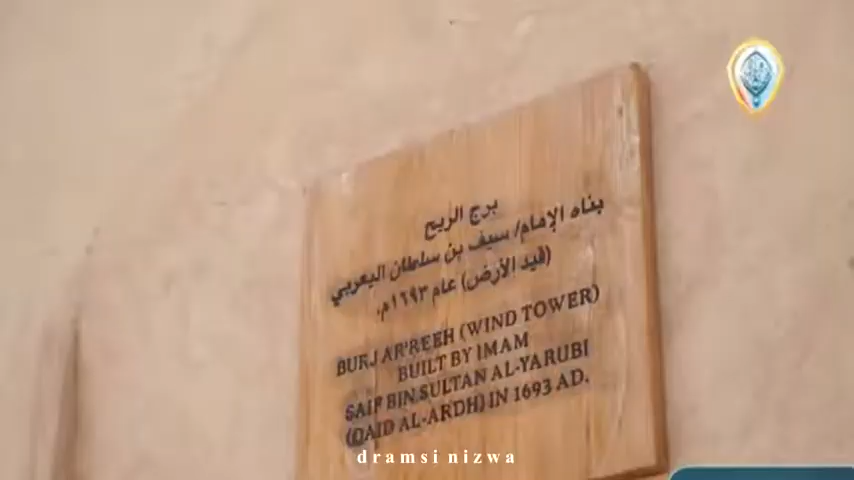 برج الريح
بناه الإمام/ سيف بن سلطان اليعربي
(قيد الأرض) عام ١٦٩٣م.
BURJ AR'REEH (WIND TOWER)
BUILT BY IMAM
SAIF BIN SULTAN AL-YARUBI
(QAID AL-ARDH) IN 1693 AD.
dramsi nizwa